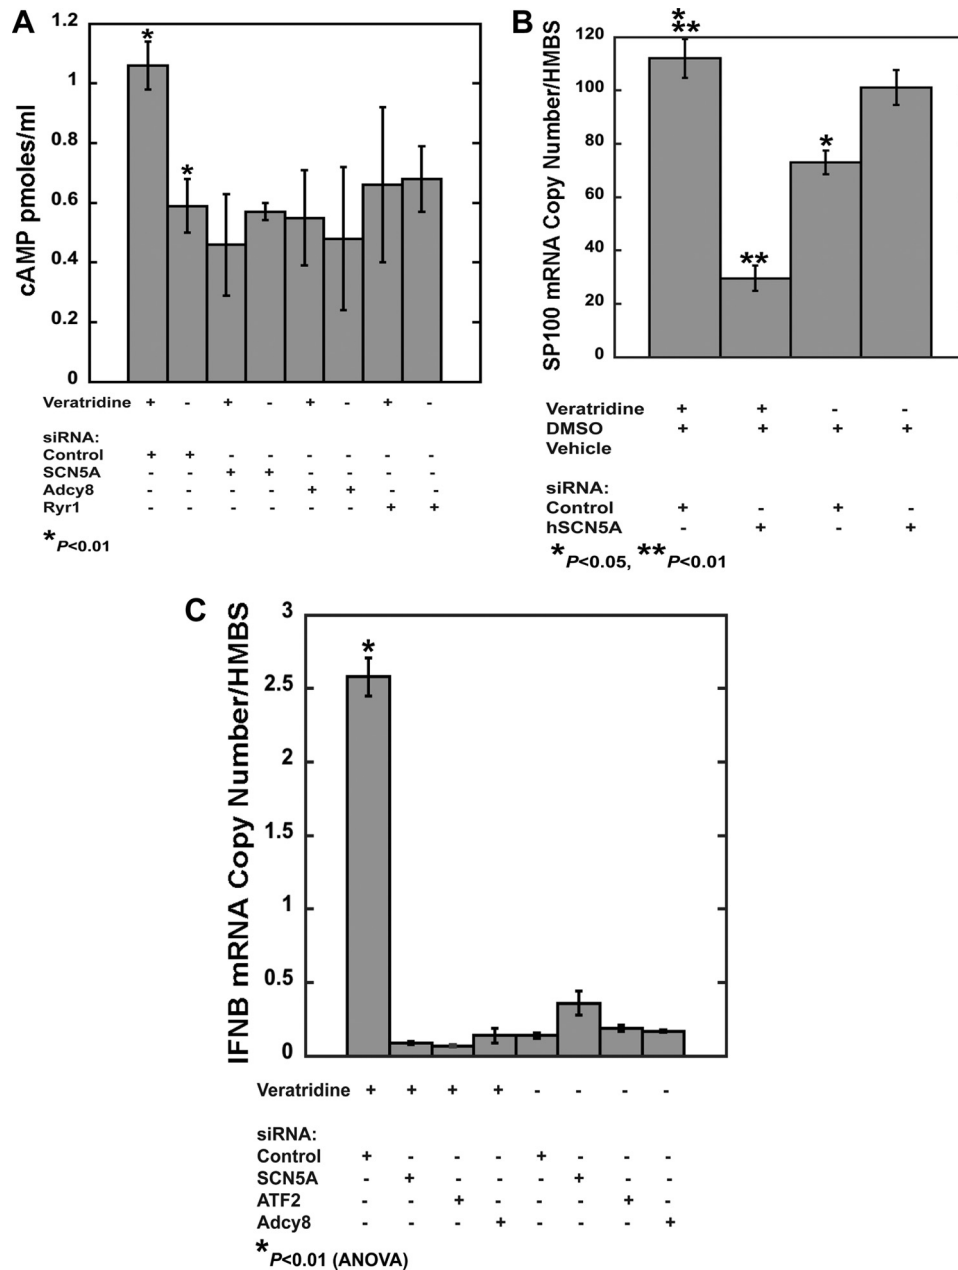 A
cAMP pmoles/ml
1.2
1
0.8
0.6
0.4
0.2
0
* *
Veratridine + - + - + - + -
siRNA:
Control + + - - - - - -
SCN5A - - + + - - - -
Adcy8 - - - - + + - -
Ryr1 - - - - - - + +
*P<0.01
B
SP100 mRNA Copy Number/HMBS
120
100
80
60
40
20
0
*
** ** *
Veratridine + + - -
DMSO + + + +
Vehicle
siRNA:
Control + - + -
hSCN5A - + - +
*P<0.05, **P<0.01
C
IFNB mRNA Copy Number/HMBS
3
2.5
2
1.5
1
0.5
0
*
Veratridine + + + + - - - -
siRNA:
Control + - - - + - - -
SCN5A - + - - - + - -
ATF2 - - + - - - + -
Adcy8 - - - + - - - +
*P<0.01 (ANOVA)